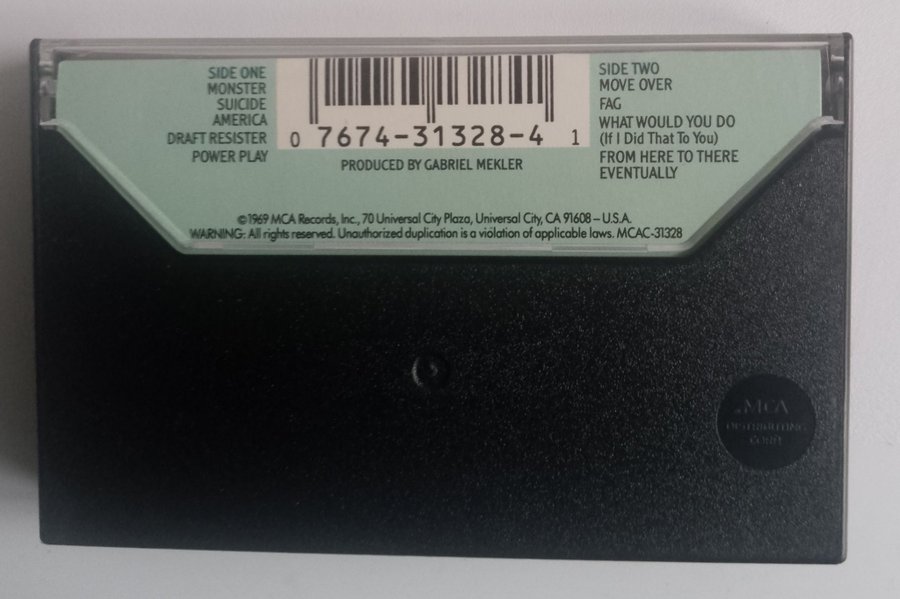 SIDE ONE
MONSTER
SUICIDE
AMERICA
DRAFT RESISTER
POWER PLAY
0 7674-31328-4 1
PRODUCED BY GABRIEL MEKLER
SIDE TWO
MOVE OVER
FAG
WHAT WOULD YOU DO
(If I Did That To You)
FROM HERE TO THERE
EVENTUALLY
©1969 MCA Records, Inc., 70 Universal City Plaza, Universal City, CA 91608 – U.S.A.
WARNING: All rights reserved. Unauthorized duplication is a violation of applicable laws. MCAC-31328
MCA
DISTRIBUTING
CORP.